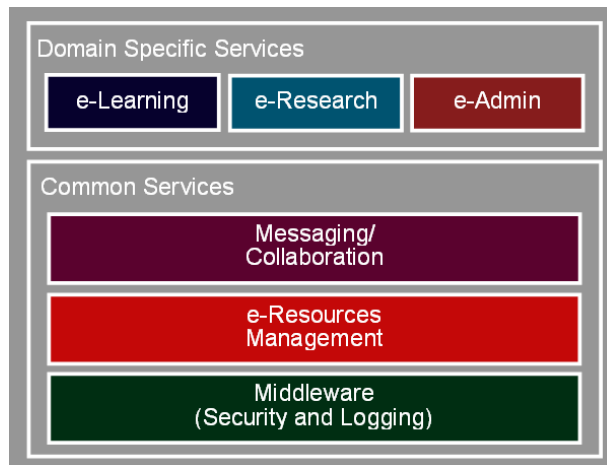 Domain Specific Services
e-Learning
e-Research
e-Admin
Common Services
Messaging/
Collaboration
e-Resources
Management
Middleware
(Security and Logging)